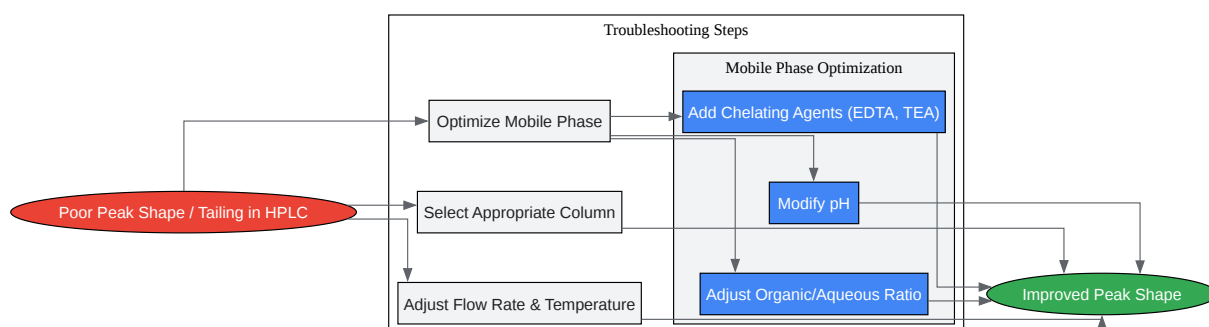 Troubleshooting Steps
Mobile Phase Optimization
Add Chelating Agents (EDTA, TEA)
Optimize Mobile Phase
Modify pH
Poor Peak Shape / Tailing in HPLC
Select Appropriate Column
Adjust Flow Rate & Temperature
Adjust Organic/Aqueous Ratio
Improved Peak Shape